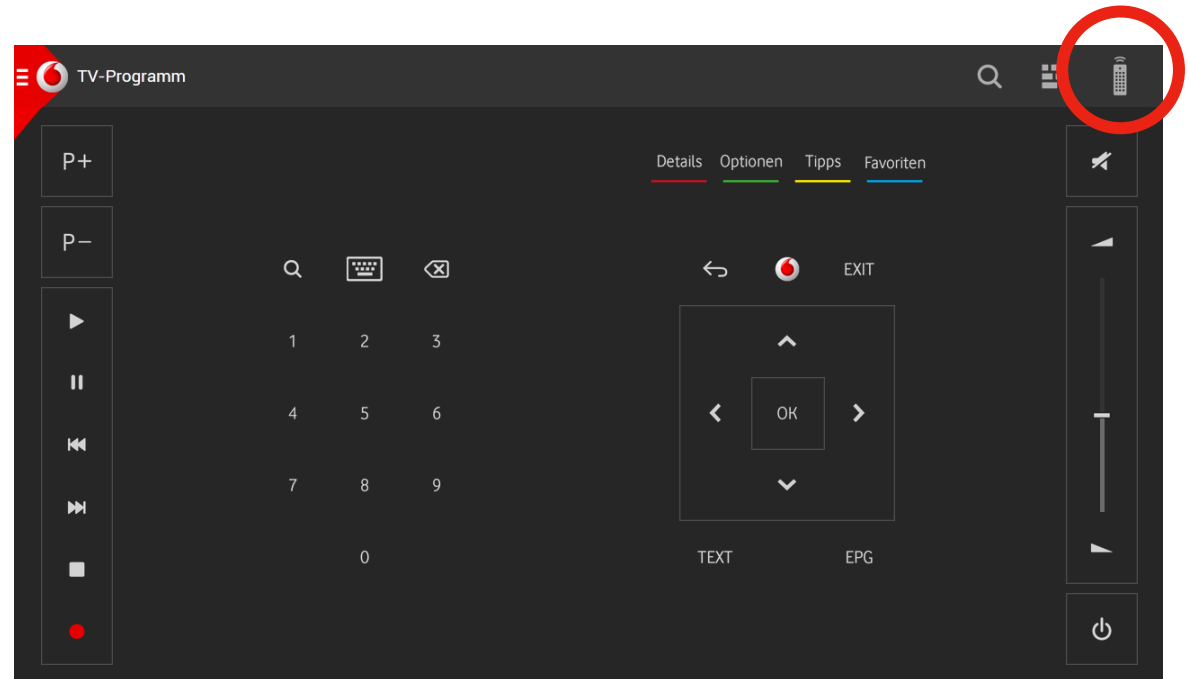 TV-Programm
P+
Details Optionen Tipps Favoriten
P−
EXIT
1 2 3
4 5 6
OK
7 8 9
0
TEXT EPG